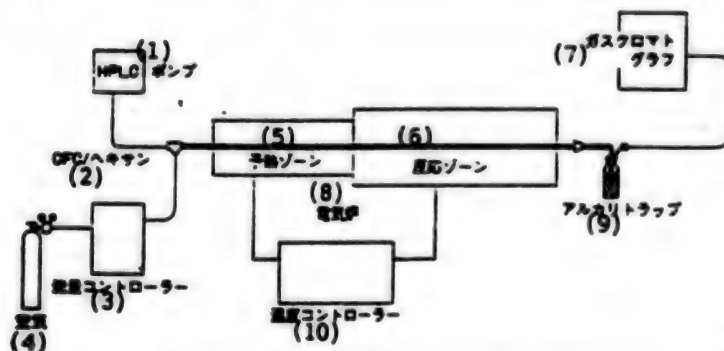 (1)
HPLC ポンプ
(7) ガスクロマト
グラフ
(5)
予熱ゾーン
(6)
反応ゾーン
CFC/ヘキサン
(2)
(8)
電気炉
アルカリトラップ
(9)
流量コントローラー
(3)
温度コントローラー
(10)
(4)